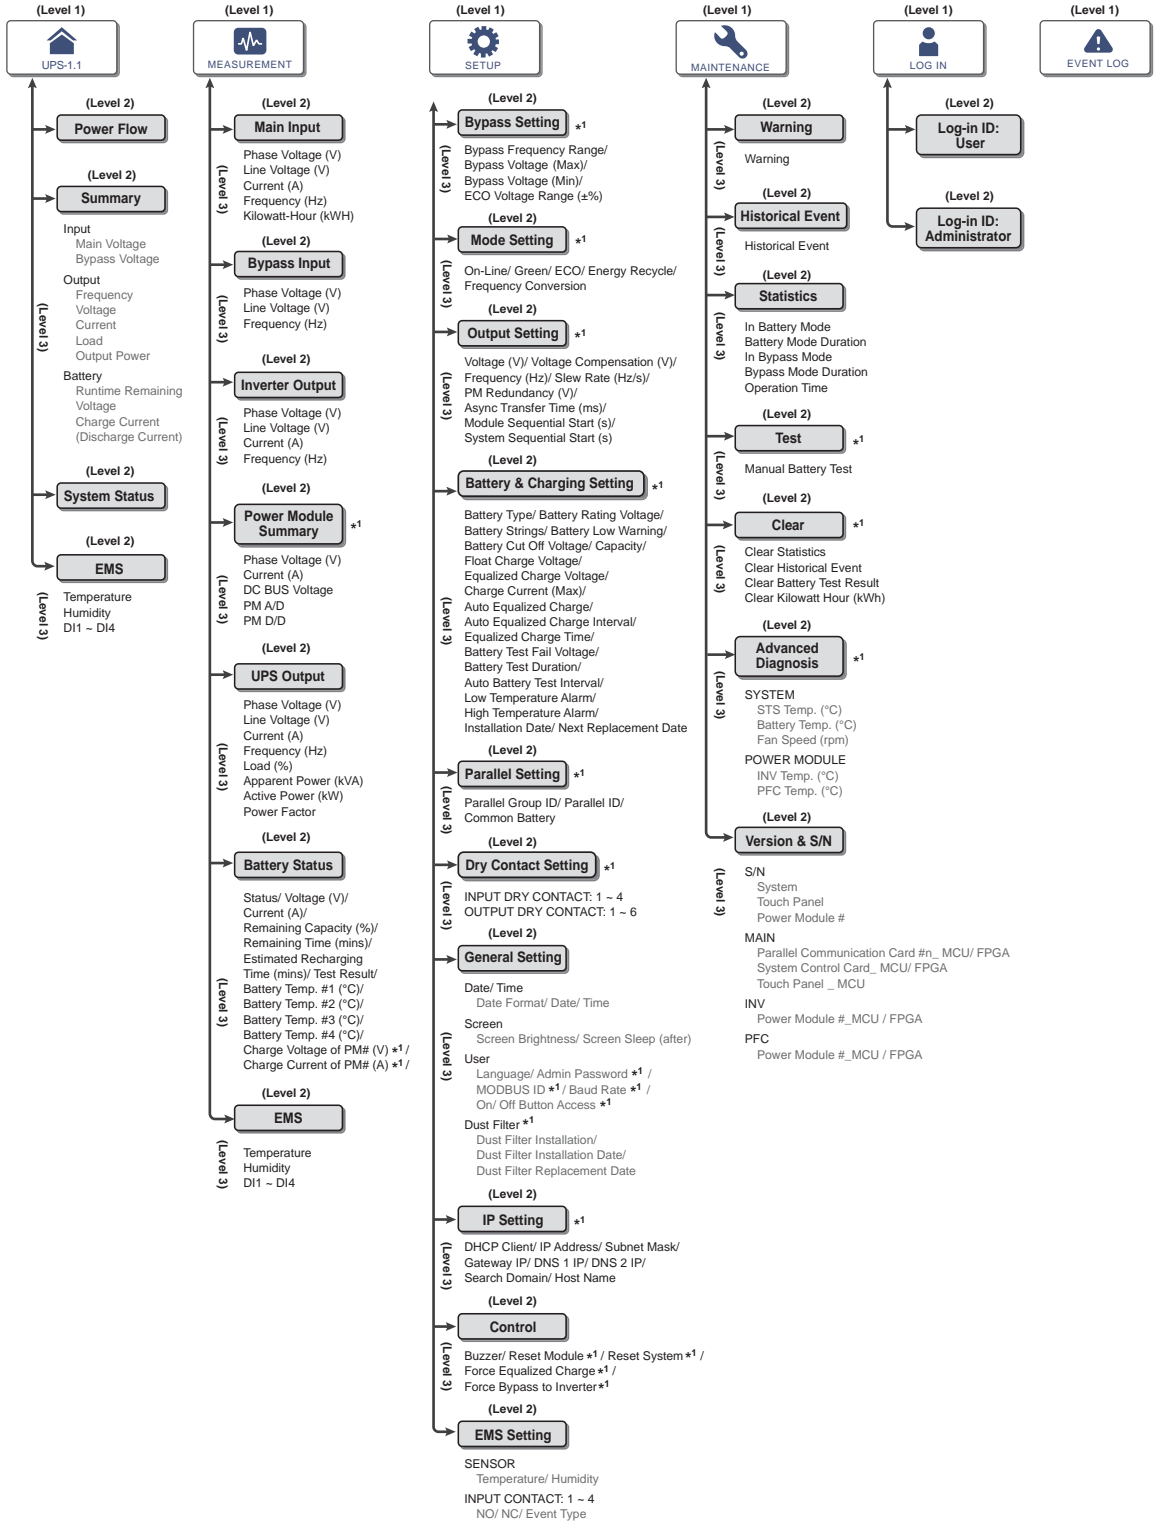 (Level 1)
UPS-1.1
(Level 2)
Power Flow
(Level 2)
Summary
(Level 3)
Input
Main Voltage
Bypass Voltage
Output
Frequency
Voltage
Current
Load
Output Power
Battery
Runtime Remaining
Voltage
Charge Current
(Discharge Current)
(Level 2)
System Status
(Level 2)
EMS
(Level 3)
Temperature
Humidity
DI1 ~ DI4
(Level 1)
MEASUREMENT
(Level 2)
Main Input
(Level 3)
Phase Voltage (V)
Line Voltage (V)
Current (A)
Frequency (Hz)
Kilowatt-Hour (kWH)
(Level 2)
Bypass Input
(Level 3)
Phase Voltage (V)
Line Voltage (V)
Frequency (Hz)
(Level 2)
Inverter Output
(Level 3)
Phase Voltage (V)
Line Voltage (V)
Current (A)
Frequency (Hz)
(Level 2)
Power Module
Summary *1
(Level 3)
Phase Voltage (V)
Current (A)
DC BUS Voltage
PM A/D
PM D/D
(Level 2)
UPS Output
(Level 3)
Phase Voltage (V)
Line Voltage (V)
Current (A)
Frequency (Hz)
Load (%)
Apparent Power (kVA)
Active Power (kW)
Power Factor
(Level 2)
Battery Status
(Level 3)
Status/ Voltage (V)/
Current (A)/
Remaining Capacity (%)/
Remaining Time (mins)/
Estimated Recharging
Time (mins)/ Test Result/
Battery Temp. #1 (°C)/
Battery Temp. #2 (°C)/
Battery Temp. #3 (°C)/
Battery Temp. #4 (°C)/
Charge Voltage of PM# (V) *1 /
Charge Current of PM# (A) *1 /
(Level 2)
EMS
(Level 3)
Temperature
Humidity
DI1 ~ DI4
(Level 1)
SETUP
(Level 2)
Bypass Setting *1
(Level 3)
Bypass Frequency Range/
Bypass Voltage (Max)/
Bypass Voltage (Min)/
ECO Voltage Range (±%)
(Level 2)
Mode Setting *1
(Level 3)
On-Line/ Green/ ECO/ Energy Recycle/
Frequency Conversion
(Level 2)
Output Setting *1
(Level 3)
Voltage (V)/ Voltage Compensation (V)/
Frequency (Hz)/ Slew Rate (Hz/s)/
PM Redundancy (V)/
Async Transfer Time (ms)/
Module Sequential Start (s)/
System Sequential Start (s)
(Level 2)
Battery & Charging Setting *1
(Level 3)
Battery Type/ Battery Rating Voltage/
Battery Strings/ Battery Low Warning/
Battery Cut Off Voltage/ Capacity/
Float Charge Voltage/
Equalized Charge Voltage/
Charge Current (Max)/
Auto Equalized Charge/
Auto Equalized Charge Interval/
Equalized Charge Time/
Battery Test Fail Voltage/
Battery Test Duration/
Auto Battery Test Interval/
Low Temperature Alarm/
High Temperature Alarm/
Installation Date/ Next Replacement Date
(Level 2)
Parallel Setting *1
(Level 3)
Parallel Group ID/ Parallel ID/
Common Battery
(Level 2)
Dry Contact Setting *1
(Level 3)
INPUT DRY CONTACT: 1 ~ 4
OUTPUT DRY CONTACT: 1 ~ 6
(Level 2)
General Setting
(Level 3)
Date/ Time
Date Format/ Date/ Time
Screen
Screen Brightness/ Screen Sleep (after)
User
Language/ Admin Password *1 /
MODBUS ID *1 / Baud Rate *1 /
On/ Off Button Access *1
Dust Filter *1
Dust Filter Installation/
Dust Filter Installation Date/
Dust Filter Replacement Date
(Level 2)
IP Setting *1
(Level 3)
DHCP Client/ IP Address/ Subnet Mask/
Gateway IP/ DNS 1 IP/ DNS 2 IP/
Search Domain/ Host Name
(Level 2)
Control
(Level 3)
Buzzer/ Reset Module *1 / Reset System *1 /
Force Equalized Charge *1 /
Force Bypass to Inverter *1
(Level 2)
EMS Setting
SENSOR
Temperature/ Humidity
INPUT CONTACT: 1 ~ 4
NO/ NC/ Event Type
(Level 1)
MAINTENANCE
(Level 2)
Warning
(Level 3)
Warning
(Level 2)
Historical Event
(Level 3)
Historical Event
(Level 2)
Statistics
(Level 3)
In Battery Mode
Battery Mode Duration
In Bypass Mode
Bypass Mode Duration
Operation Time
(Level 2)
Test *1
(Level 3)
Manual Battery Test
(Level 2)
Clear *1
(Level 3)
Clear Statistics
Clear Historical Event
Clear Battery Test Result
Clear Kilowatt Hour (kWh)
(Level 2)
Advanced
Diagnosis *1
(Level 3)
SYSTEM
STS Temp. (°C)
Battery Temp. (°C)
Fan Speed (rpm)
POWER MODULE
INV Temp. (°C)
PFC Temp. (°C)
(Level 2)
Version & S/N
(Level 3)
S/N
System
Touch Panel
Power Module #
MAIN
Parallel Communication Card #n_ MCU/ FPGA
System Control Card_ MCU/ FPGA
Touch Panel _ MCU
INV
Power Module #_MCU / FPGA
PFC
Power Module #_MCU / FPGA
(Level 1)
LOG IN
(Level 2)
Log-in ID:
User
(Level 2)
Log-in ID:
Administrator
(Level 1)
EVENT LOG